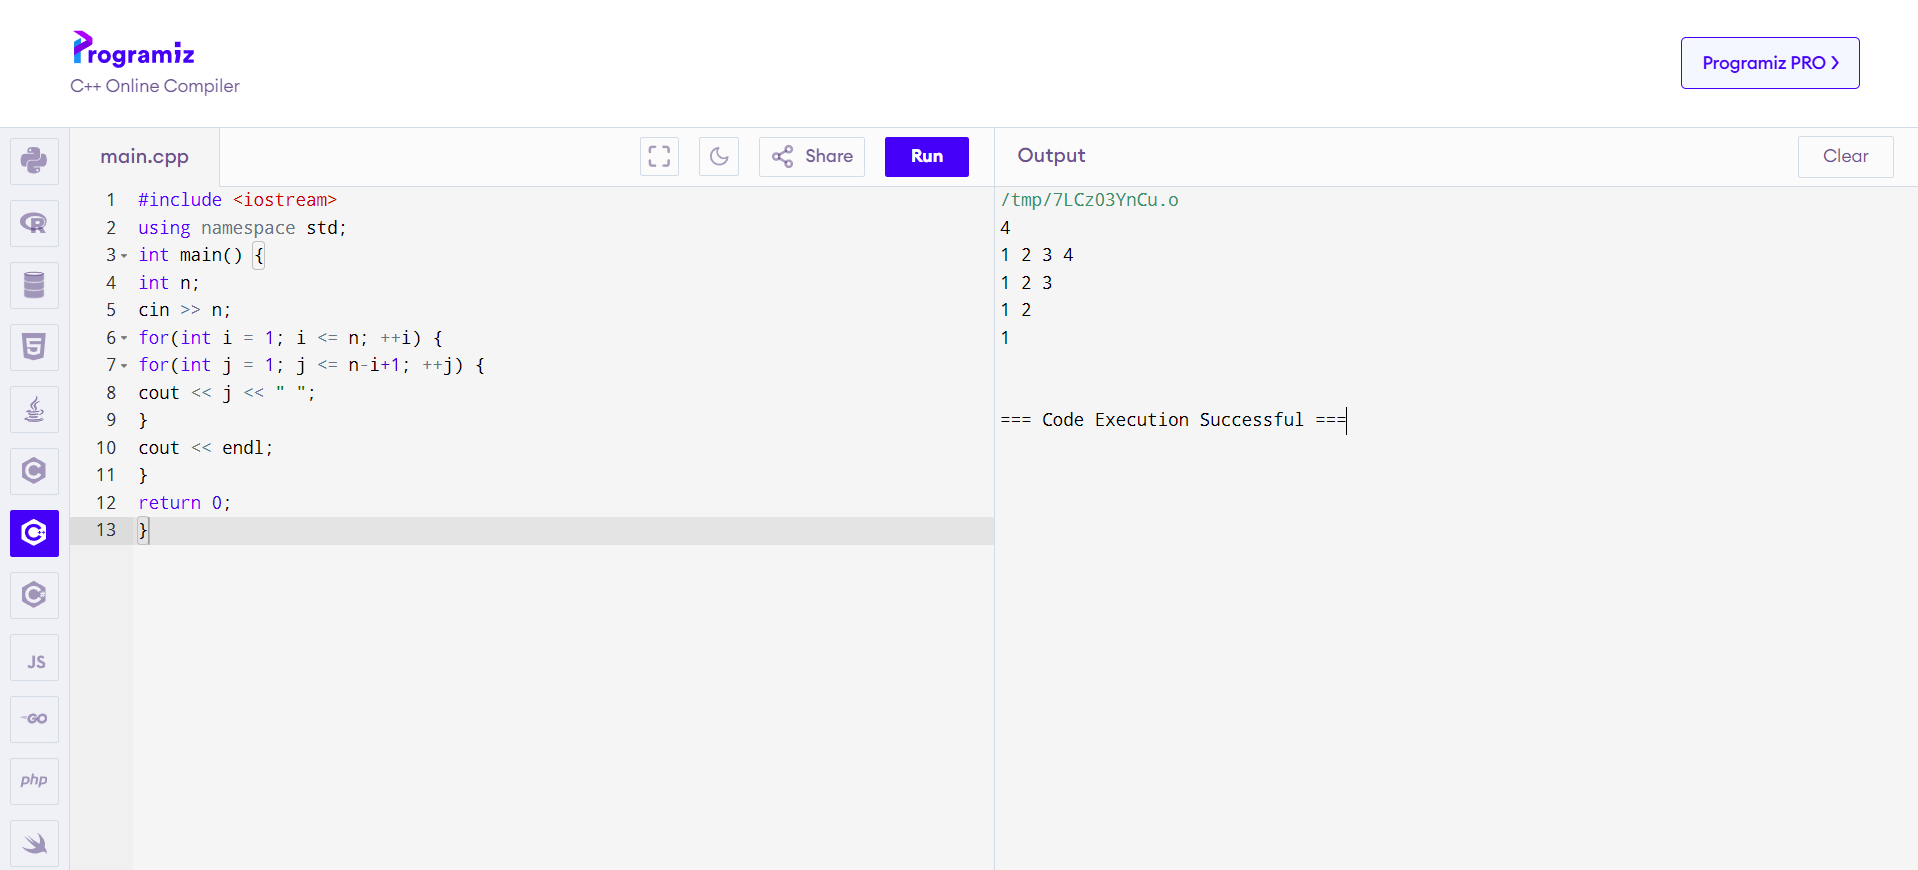 Programiz
C++ Online Compiler
Programiz PRO
main.cpp
Share
Run
Output
Clear
1 #include <iostream>
2 using namespace std;
3 int main() {
4 int n;
5 cin >> n;
6 for(int i = 1; i <= n; ++i) {
7 for(int j = 1; j <= n-i+1; ++j) {
8 cout << j << " ";
9 }
10 cout << endl;
11 }
12 return 0;
13 }
/tmp/7LCz03YnCu.o
4
1 2 3 4
1 2 3
1 2
1
=== Code Execution Successful ===
R
5
C
C++
C#
JS
GO
php